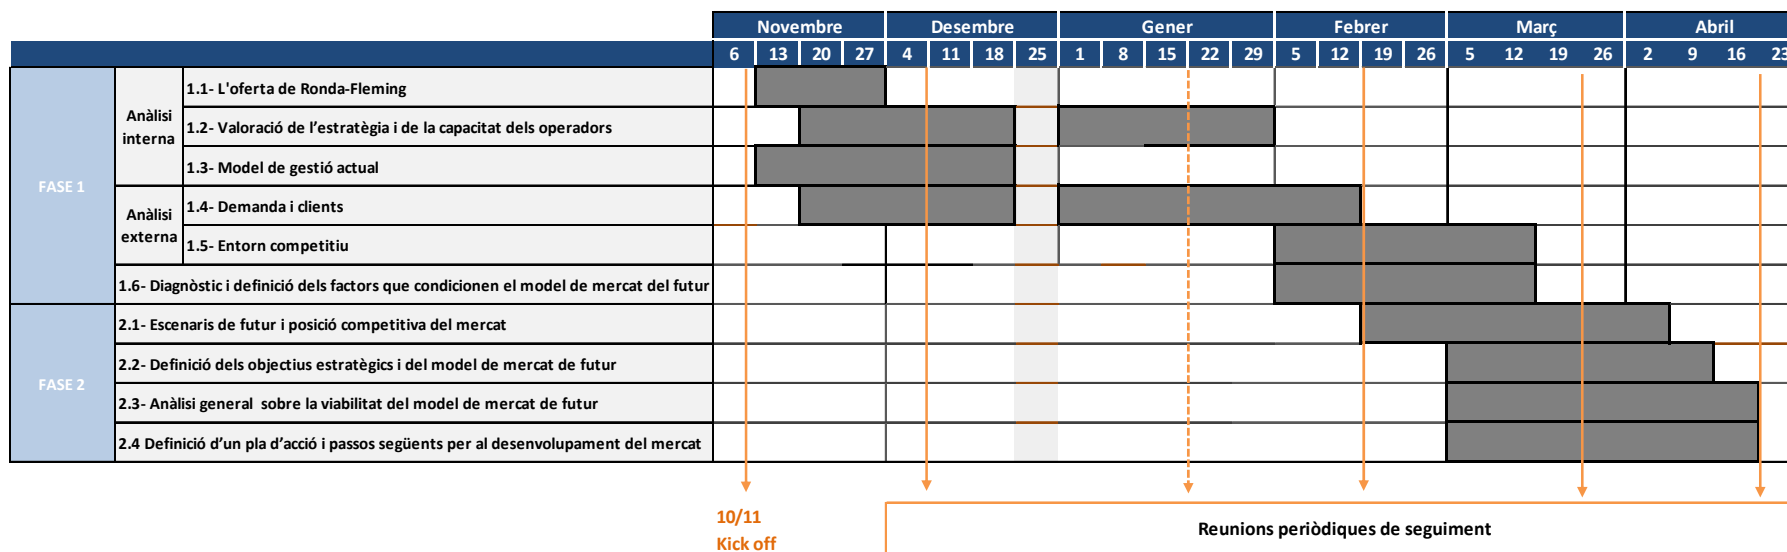 Novembre Desembre Gener Febrer Març Abril
6 13 20 27 4 11 18 25 1 8 15 22 29 5 12 19 26 5 12 19 26 2 9 16 23
FASE 1
Anàlisi
interna
1.1- L'oferta de Ronda-Fleming
1.2- Valoració de l’estratègia i de la capacitat dels operadors
1.3- Model de gestió actual
Anàlisi
externa
1.4- Demanda i clients
1.5- Entorn competitiu
1.6- Diagnòstic i definició dels factors que condicionen el model de mercat del futur
FASE 2
2.1- Escenaris de futur i posició competitiva del mercat
2.2- Definició dels objectius estratègics i del model de mercat de futur
2.3- Anàlisi general  sobre la viabilitat del model de mercat de futur
2.4 Definició d’un pla d’acció i passos següents per al desenvolupament del mercat
10/11
Kick off
Reunions periòdiques de seguiment